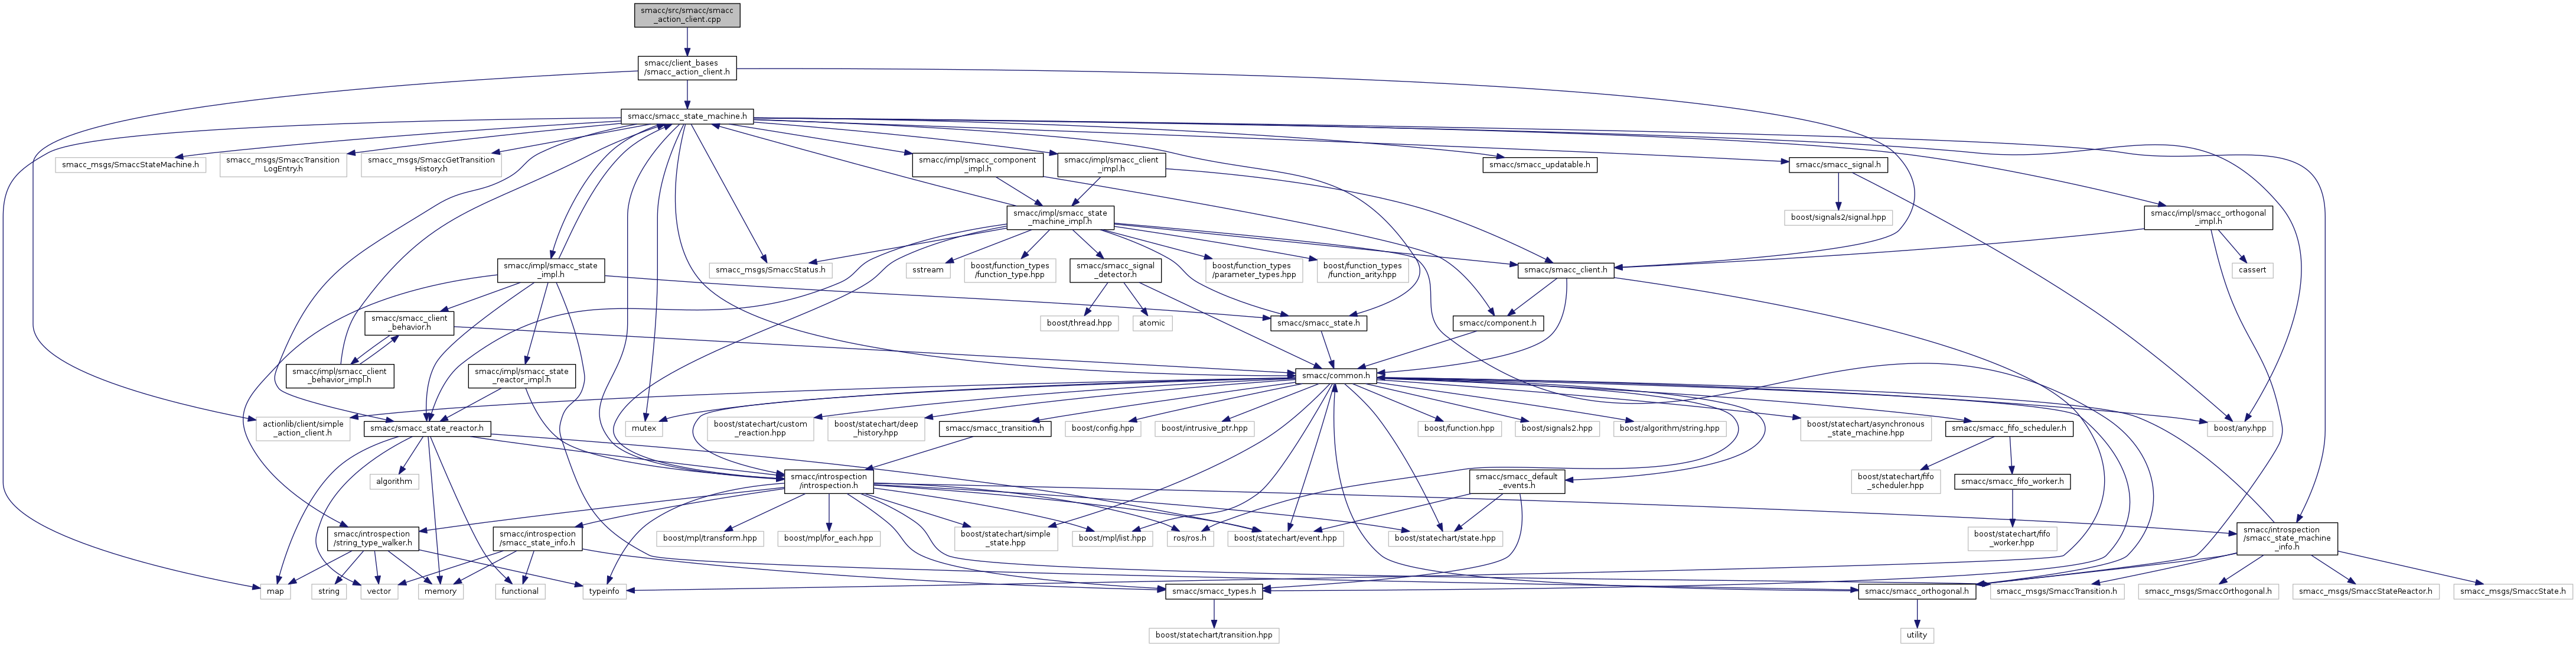 smacc/src/smacc/smacc
_action_client.cpp
smacc/client_bases
/smacc_action_client.h
smacc/smacc_state_machine.h
smacc_msgs/SmaccStateMachine.h
smacc_msgs/SmaccTransition
LogEntry.h
smacc_msgs/SmaccGetTransition
History.h
smacc/impl/smacc_component
_impl.h
smacc/impl/smacc_client
_impl.h
smacc/smacc_updatable.h
smacc/smacc_signal.h
smacc/impl/smacc_state
_machine_impl.h
boost/signals2/signal.hpp
smacc/impl/smacc_orthogonal
_impl.h
smacc/impl/smacc_state
_impl.h
smacc_msgs/SmaccStatus.h
sstream
boost/function_types
/function_type.hpp
smacc/smacc_signal
_detector.h
boost/function_types
/parameter_types.hpp
boost/function_types
/function_arity.hpp
smacc/smacc_client.h
cassert
smacc/smacc_client
_behavior.h
boost/thread.hpp
atomic
smacc/smacc_state.h
smacc/component.h
smacc/impl/smacc_client
_behavior_impl.h
smacc/impl/smacc_state
_reactor_impl.h
smacc/common.h
actionlib/client/simple
_action_client.h
smacc/smacc_state_reactor.h
mutex
boost/statechart/custom
_reaction.hpp
boost/statechart/deep
_history.hpp
smacc/smacc_transition.h
boost/config.hpp
boost/intrusive_ptr.hpp
boost/function.hpp
boost/signals2.hpp
boost/algorithm/string.hpp
boost/statechart/asynchronous
_state_machine.hpp
smacc/smacc_fifo_scheduler.h
boost/any.hpp
algorithm
smacc/introspection
/introspection.h
smacc/smacc_default
_events.h
boost/statechart/fifo
_scheduler.hpp
smacc/smacc_fifo_worker.h
smacc/introspection
/string_type_walker.h
smacc/introspection
/smacc_state_info.h
boost/mpl/transform.hpp
boost/mpl/for_each.hpp
boost/statechart/simple
_state.hpp
boost/mpl/list.hpp
ros/ros.h
boost/statechart/event.hpp
boost/statechart/state.hpp
boost/statechart/fifo
_worker.hpp
smacc/introspection
/smacc_state_machine
_info.h
map
string
vector
memory
functional
typeinfo
smacc/smacc_types.h
smacc/smacc_orthogonal.h
smacc_msgs/SmaccTransition.h
smacc_msgs/SmaccOrthogonal.h
smacc_msgs/SmaccStateReactor.h
smacc_msgs/SmaccState.h
boost/statechart/transition.hpp
utility